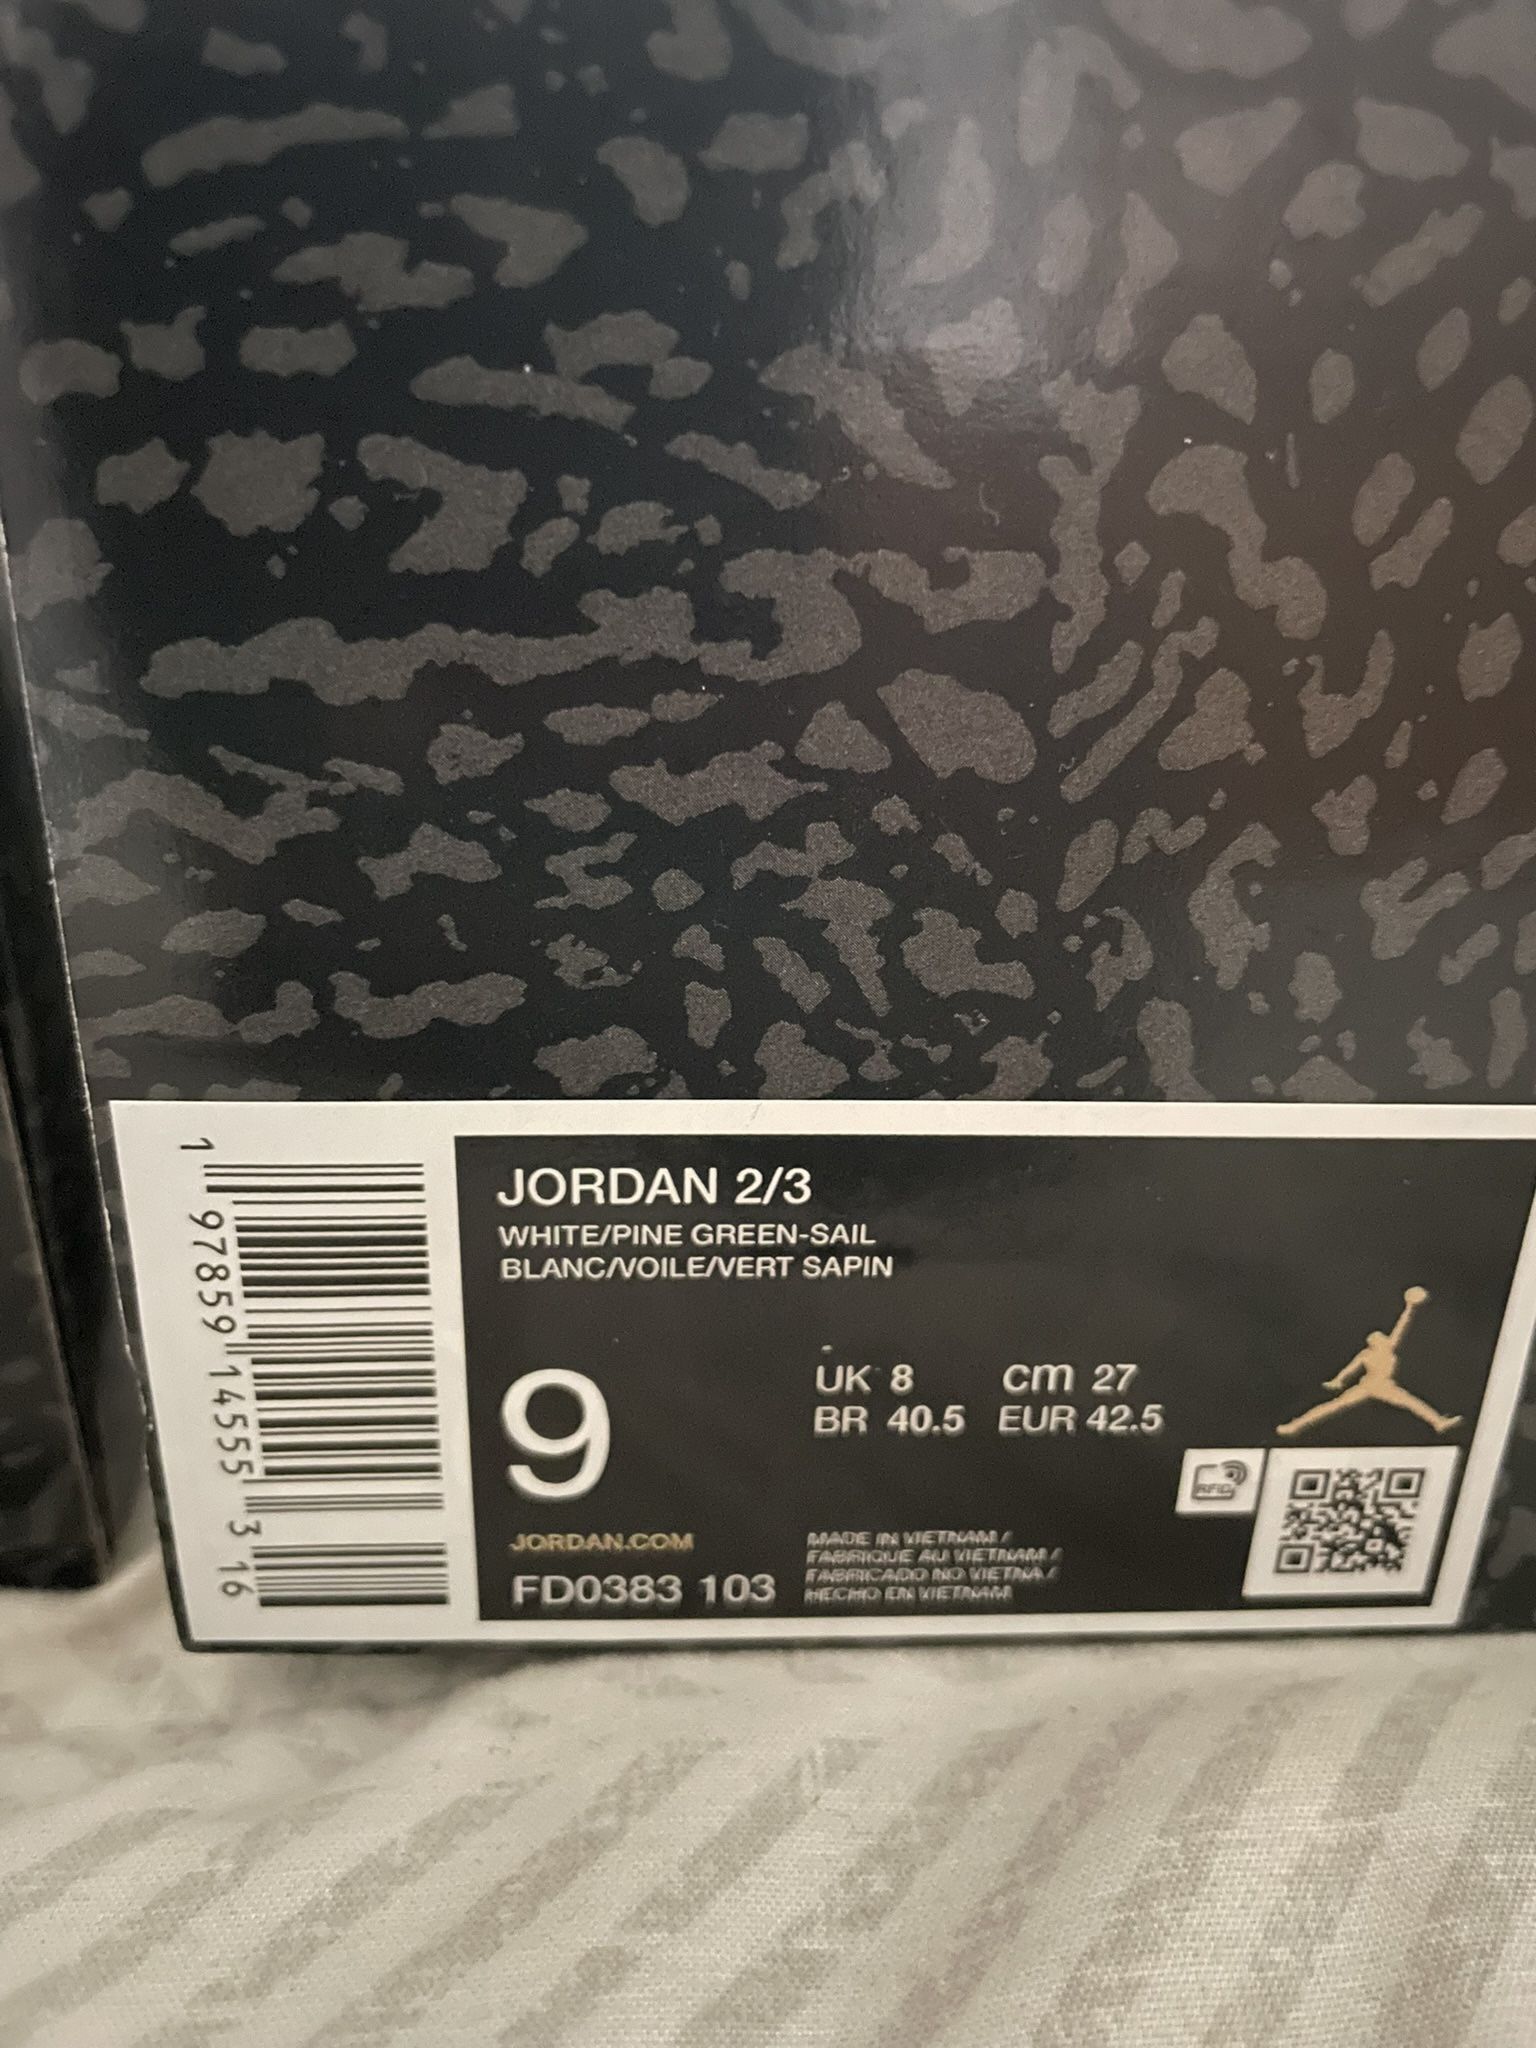 1 97859 14555 3 16
JORDAN 2/3
WHITE/PINE GREEN-SAIL
BLANC/VOILE/VERT SAPIN
9
UK 8 cm 27
BR 40.5 EUR 42.5
RFID
JORDAN.COM
FD0383 103
MADE IN VIETNAM /
FABRIQUE AU VIETNAM /
FABRICADO NO VIETNA /
HECHO EN VIETNAM